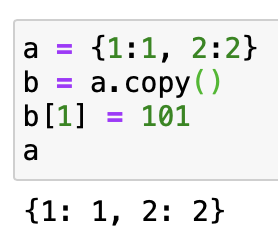 a = {1:1, 2:2}
b = a.copy()
b[1] = 101
a
{1: 1, 2: 2}